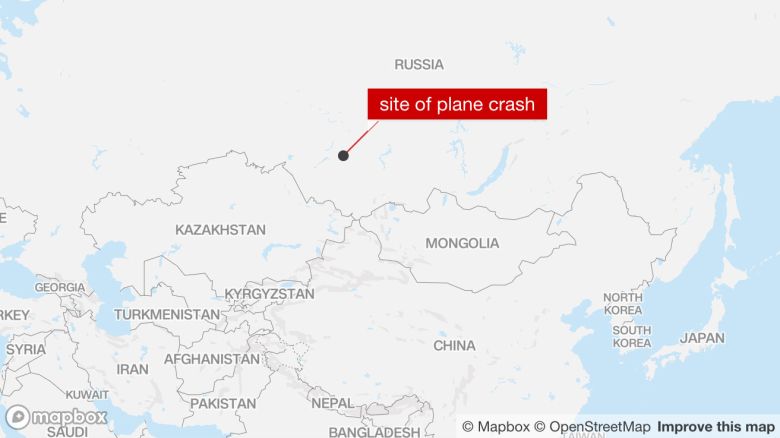 RUSSIA
site of plane crash
KAZAKHSTAN
MONGOLIA
GEORGIA
KYRGYZSTAN
NORTH
KOREA
RKEY
TURKMENISTAN
SOUTH
KOREA
JAPAN
SYRIA
CHINA
AFGHANISTAN
IRAN
KUWAIT
PAKISTAN
NEPAL
mapbox
© Mapbox © OpenStreetMap Improve this map
SAUDI
BANGLADESH
TAIWAN